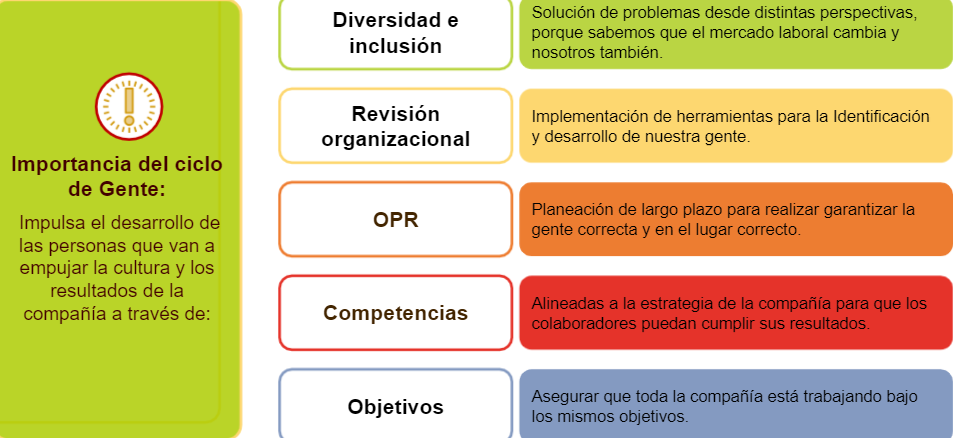 Importancia del ciclo
de Gente:
Impulsa el desarrollo de
las personas que van a
empujar la cultura y los
resultados de la
compañía a través de:
Diversidad e
inclusión
Solución de problemas desde distintas perspectivas,
porque sabemos que el mercado laboral cambia y
nosotros también.
Revisión
organizacional
Implementación de herramientas para la Identificación
y desarrollo de nuestra gente.
OPR
Planeación de largo plazo para realizar garantizar la
gente correcta y en el lugar correcto.
Competencias
Alineadas a la estrategia de la compañía para que los
colaboradores puedan cumplir sus resultados.
Objetivos
Asegurar que toda la compañía está trabajando bajo
los mismos objetivos.